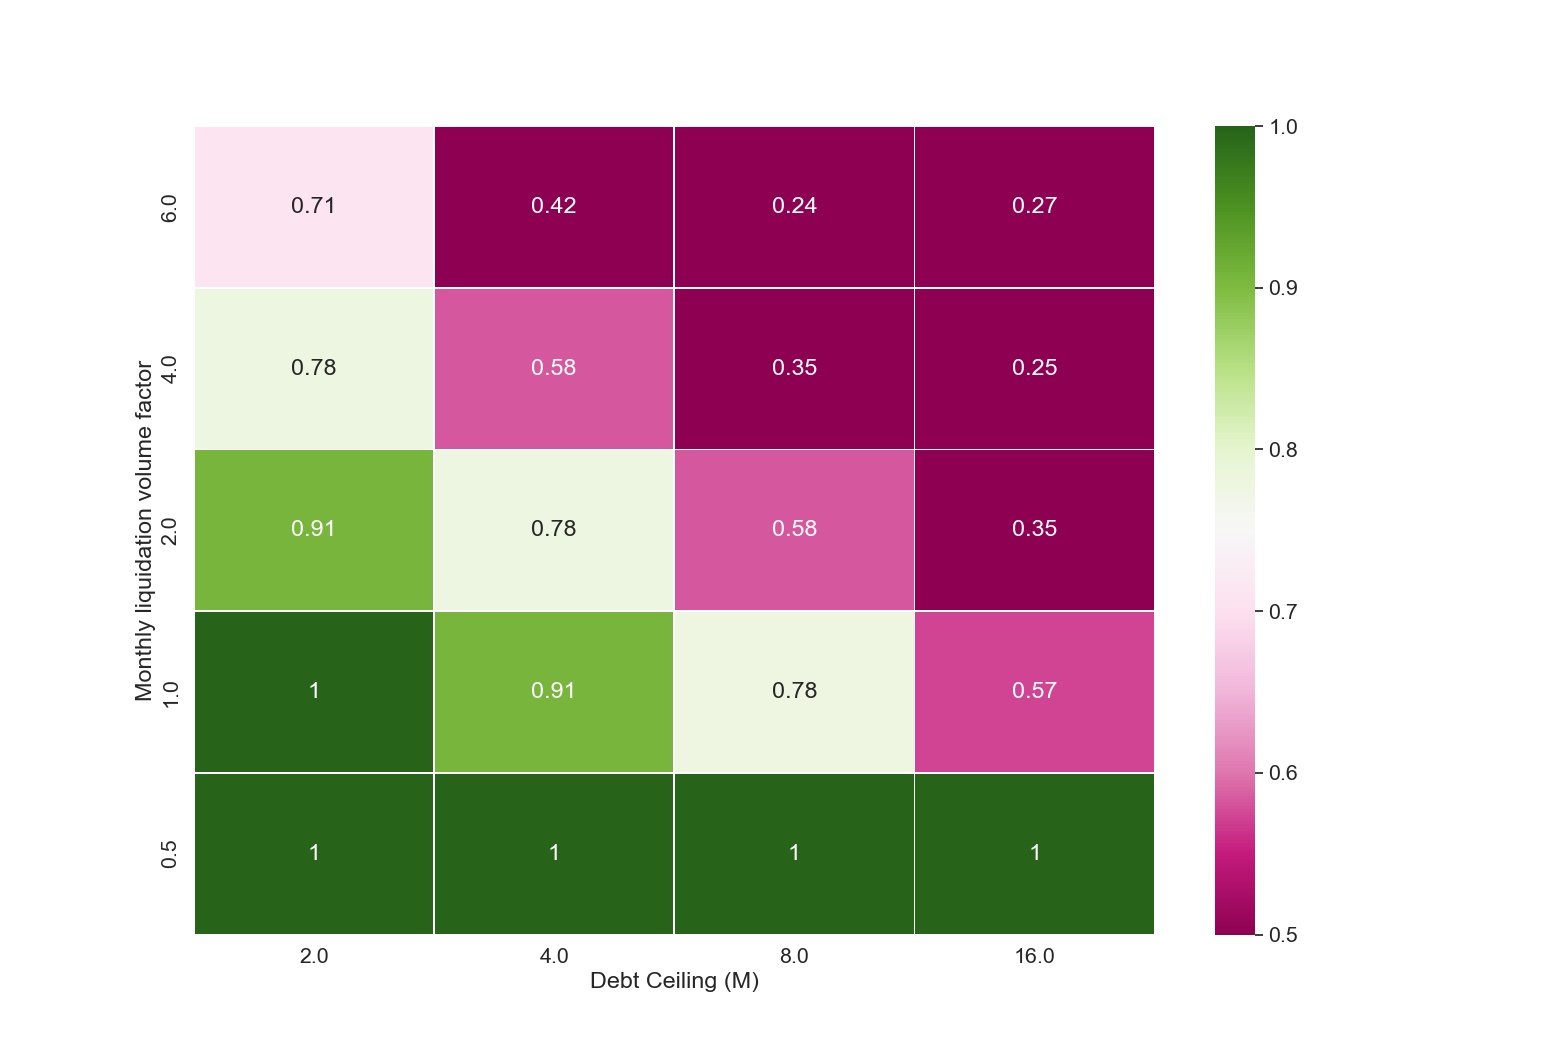 Monthly liquidation volume factor
6.0 0.71 0.42 0.24 0.27
4.0 0.78 0.58 0.35 0.25
2.0 0.91 0.78 0.58 0.35
1.0 1 0.91 0.78 0.57
0.5 1 1 1 1
2.0 4.0 8.0 16.0
Debt Ceiling (M)
1.0
0.9
0.8
0.7
0.6
0.5